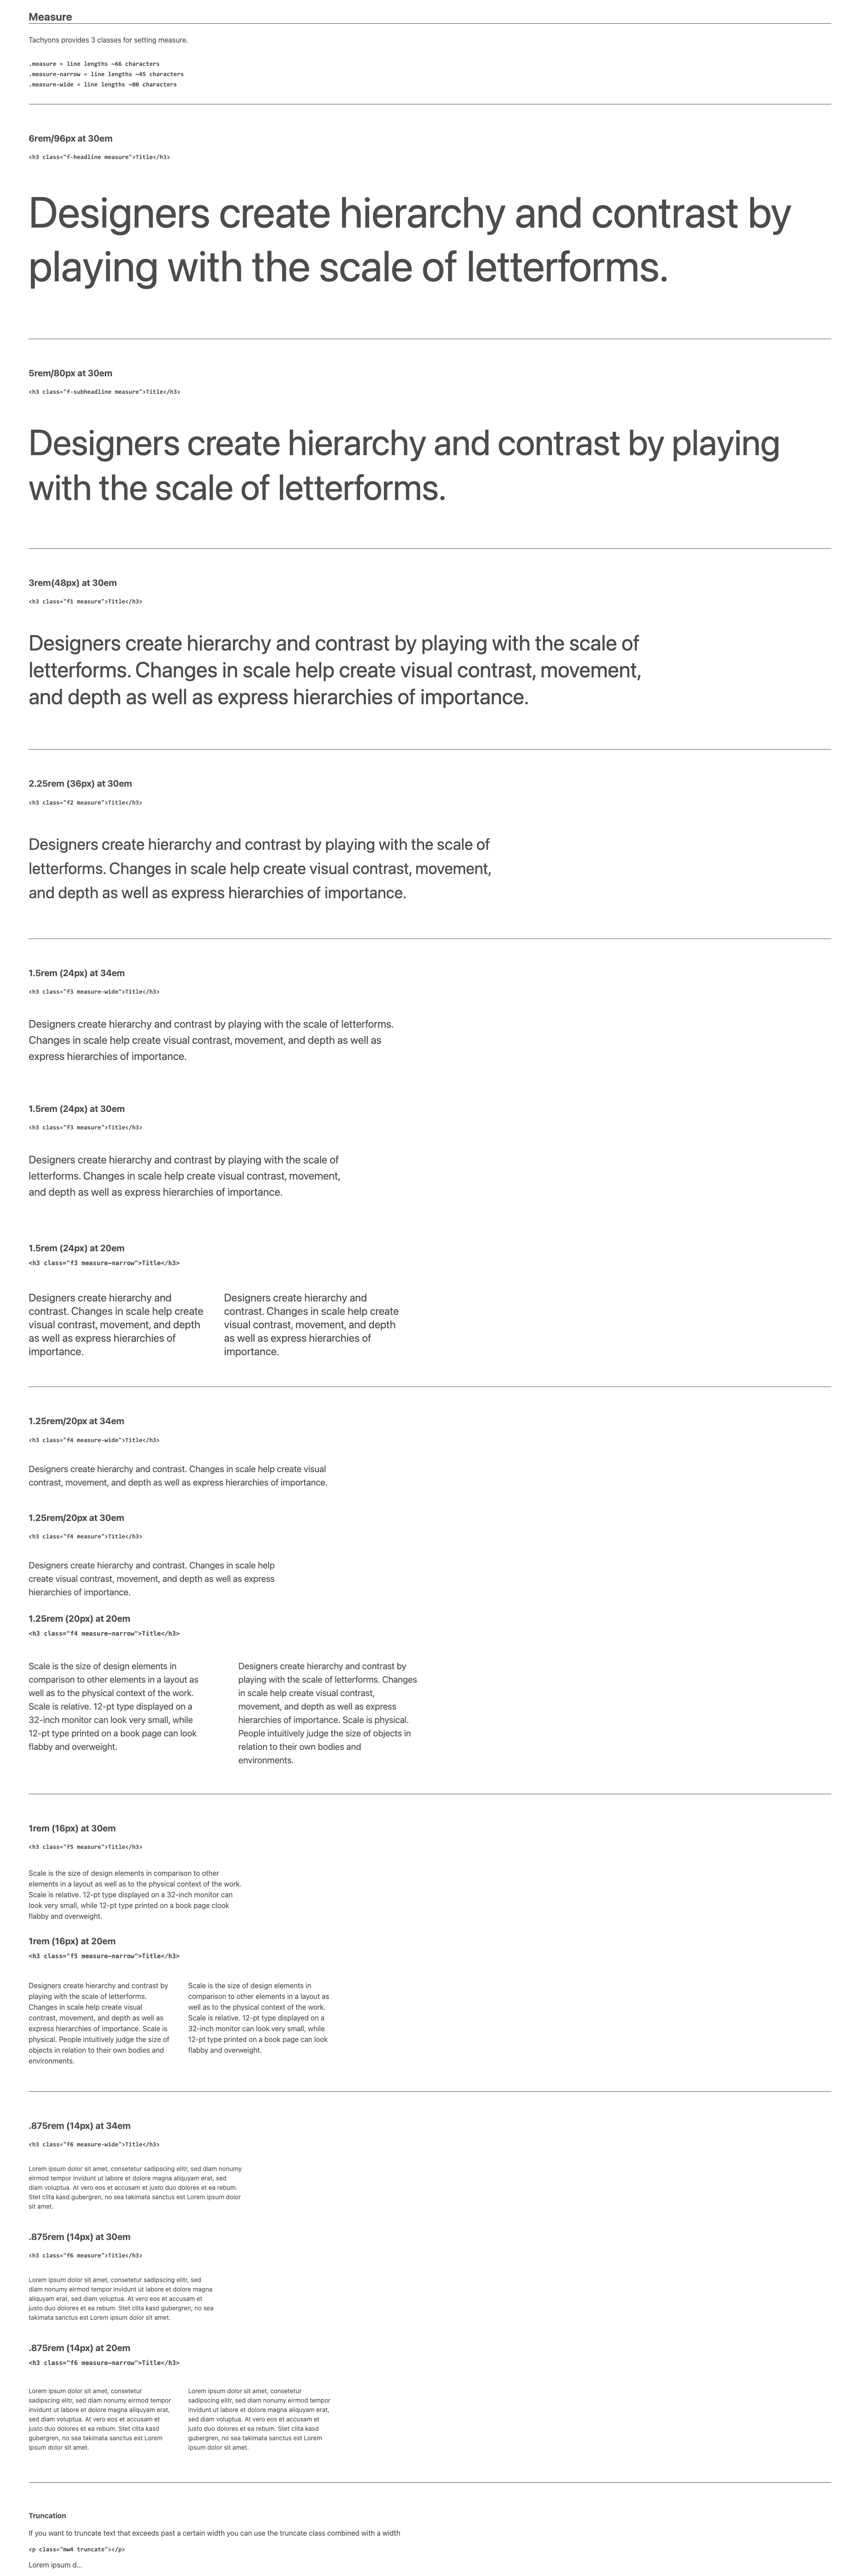 Measure
Tachyons provides 3 classes for setting measure.
.measure = line lengths ~66 characters
.measure-narrow = line lengths ~45 characters
.measure-wide = line lengths ~80 characters
6rem/96px at 30em
<h3 class="f-headline measure">Title</h3>
Designers create hierarchy and contrast by
playing with the scale of letterforms.
5rem/80px at 30em
<h3 class="f-subheadline measure">Title</h3>
Designers create hierarchy and contrast by playing
with the scale of letterforms.
3rem(48px) at 30em
<h3 class="f1 measure">Title</h3>
Designers create hierarchy and contrast by playing with the scale of
letterforms. Changes in scale help create visual contrast, movement,
and depth as well as express hierarchies of importance.
2.25rem (36px) at 30em
<h3 class="f2 measure">Title</h3>
Designers create hierarchy and contrast by playing with the scale of
letterforms. Changes in scale help create visual contrast, movement,
and depth as well as express hierarchies of importance.
1.5rem (24px) at 34em
<h3 class="f3 measure-wide">Title</h3>
Designers create hierarchy and contrast by playing with the scale of letterforms.
Changes in scale help create visual contrast, movement, and depth as well as
express hierarchies of importance.
1.5rem (24px) at 30em
<h3 class="f3 measure">Title</h3>
Designers create hierarchy and contrast by playing with the scale of
letterforms. Changes in scale help create visual contrast, movement,
and depth as well as express hierarchies of importance.
1.5rem (24px) at 20em
<h3 class="f3 measure-narrow">Title</h3>
Designers create hierarchy and
contrast. Changes in scale help create
visual contrast, movement, and depth
as well as express hierarchies of
importance.
Designers create hierarchy and
contrast. Changes in scale help create
visual contrast, movement, and depth
as well as express hierarchies of
importance.
1.25rem/20px at 34em
<h3 class="f4 measure-wide">Title</h3>
Designers create hierarchy and contrast. Changes in scale help create visual
contrast, movement, and depth as well as express hierarchies of importance.
1.25rem/20px at 30em
<h3 class="f4 measure">Title</h3>
Designers create hierarchy and contrast. Changes in scale help
create visual contrast, movement, and depth as well as express
hierarchies of importance.
1.25rem (20px) at 20em
<h3 class="f4 measure-narrow">Title</h3>
Scale is the size of design elements in
comparison to other elements in a layout as
well as to the physical context of the work.
Scale is relative. 12-pt type displayed on a
32-inch monitor can look very small, while
12-pt type printed on a book page can look
flabby and overweight.
Designers create hierarchy and contrast by
playing with the scale of letterforms. Changes
in scale help create visual contrast,
movement, and depth as well as express
hierarchies of importance. Scale is physical.
People intuitively judge the size of objects in
relation to their own bodies and
environments.
1rem (16px) at 30em
<h3 class="f5 measure">Title</h3>
Scale is the size of design elements in comparison to other
elements in a layout as well as to the physical context of the work.
Scale is relative. 12-pt type displayed on a 32-inch monitor can
look very small, while 12-pt type printed on a book page clook
flabby and overweight.
1rem (16px) at 20em
<h3 class="f5 measure-narrow">Title</h3>
Designers create hierarchy and contrast by
playing with the scale of letterforms.
Changes in scale help create visual
contrast, movement, and depth as well as
express hierarchies of importance. Scale is
physical. People intuitively judge the size of
objects in relation to their own bodies and
environments.
Scale is the size of design elements in
comparison to other elements in a layout as
well as to the physical context of the work.
Scale is relative. 12-pt type displayed on a
32-inch monitor can look very small, while
12-pt type printed on a book page can look
flabby and overweight.
.875rem (14px) at 34em
<h3 class="f6 measure-wide">Title</h3>
Lorem ipsum dolor sit amet, consetetur sadipscing elitr, sed diam nonumy
eirmod tempor invidunt ut labore et dolore magna aliquyam erat, sed
diam voluptua. At vero eos et accusam et justo duo dolores et ea rebum.
Stet clita kasd gubergren, no sea takimata sanctus est Lorem ipsum dolor
sit amet.
.875rem (14px) at 30em
<h3 class="f6 measure">Title</h3>
Lorem ipsum dolor sit amet, consetetur sadipscing elitr, sed
diam nonumy eirmod tempor invidunt ut labore et dolore magna
aliquyam erat, sed diam voluptua. At vero eos et accusam et
justo duo dolores et ea rebum. Stet clita kasd gubergren, no sea
takimata sanctus est Lorem ipsum dolor sit amet.
.875rem (14px) at 20em
<h3 class="f6 measure-narrow">Title</h3>
Lorem ipsum dolor sit amet, consetetur
sadipscing elitr, sed diam nonumy eirmod tempor
invidunt ut labore et dolore magna aliquyam erat,
sed diam voluptua. At vero eos et accusam et
justo duo dolores et ea rebum. Stet clita kasd
gubergren, no sea takimata sanctus est Lorem
ipsum dolor sit amet.
Lorem ipsum dolor sit amet, consetetur
sadipscing elitr, sed diam nonumy eirmod tempor
invidunt ut labore et dolore magna aliquyam erat,
sed diam voluptua. At vero eos et accusam et
justo duo dolores et ea rebum. Stet clita kasd
gubergren, no sea takimata sanctus est Lorem
ipsum dolor sit amet.
Truncation
If you want to truncate text that exceeds past a certain width you can use the truncate class combined with a width
<p class="mw4 truncate"></p>
Lorem ipsum d...